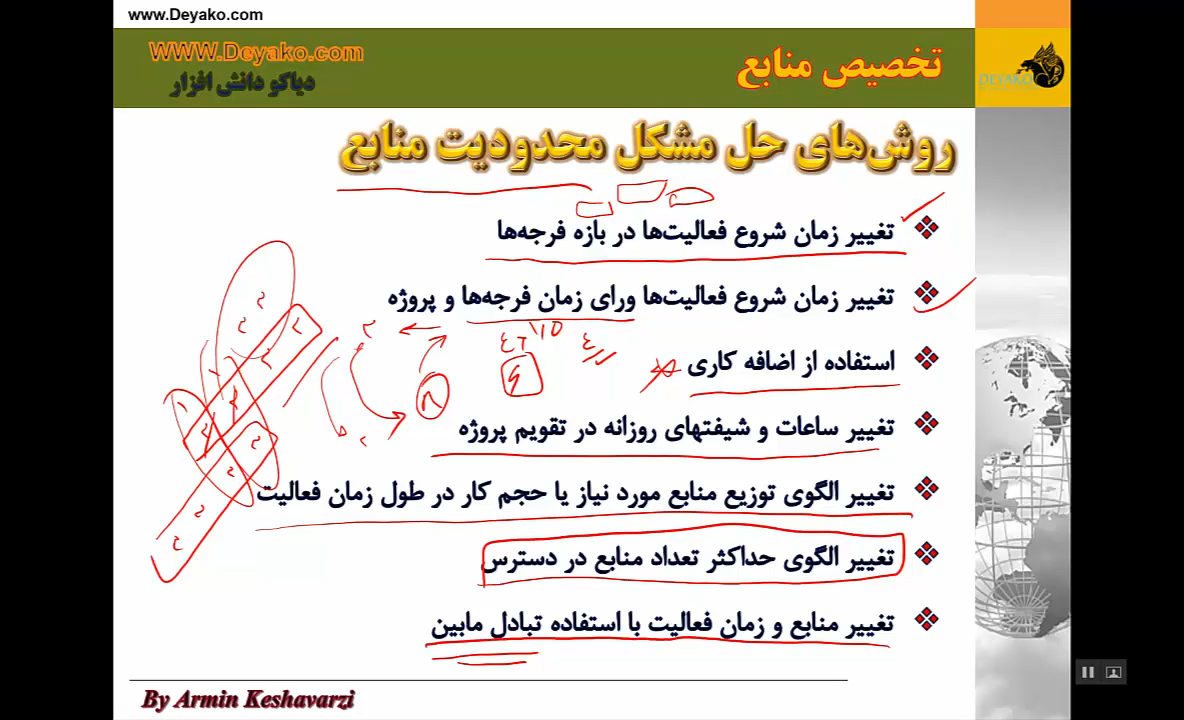 www.Deyako.com
WWW.Deyako.com
تخصیص منابع
دیاکو دانش افزار
DEYAKO
روش‌های حل مشکل محدودیت منابع
تغییر زمان شروع فعالیت‌ها در بازه فرجه‌ها
تغییر زمان شروع فعالیت‌ها ورای زمان فرجه‌ها و پروژه
استفاده از اضافه کاری
تغییر ساعات و شیفتهای روزانه در تقویم پروژه
تغییر الگوی توزیع منابع مورد نیاز یا حجم کار در طول زمان فعالیت
تغییر الگوی حداکثر تعداد منابع در دسترس
تغییر منابع و زمان فعالیت با استفاده تبادل مابین
By Armin Keshavarzi